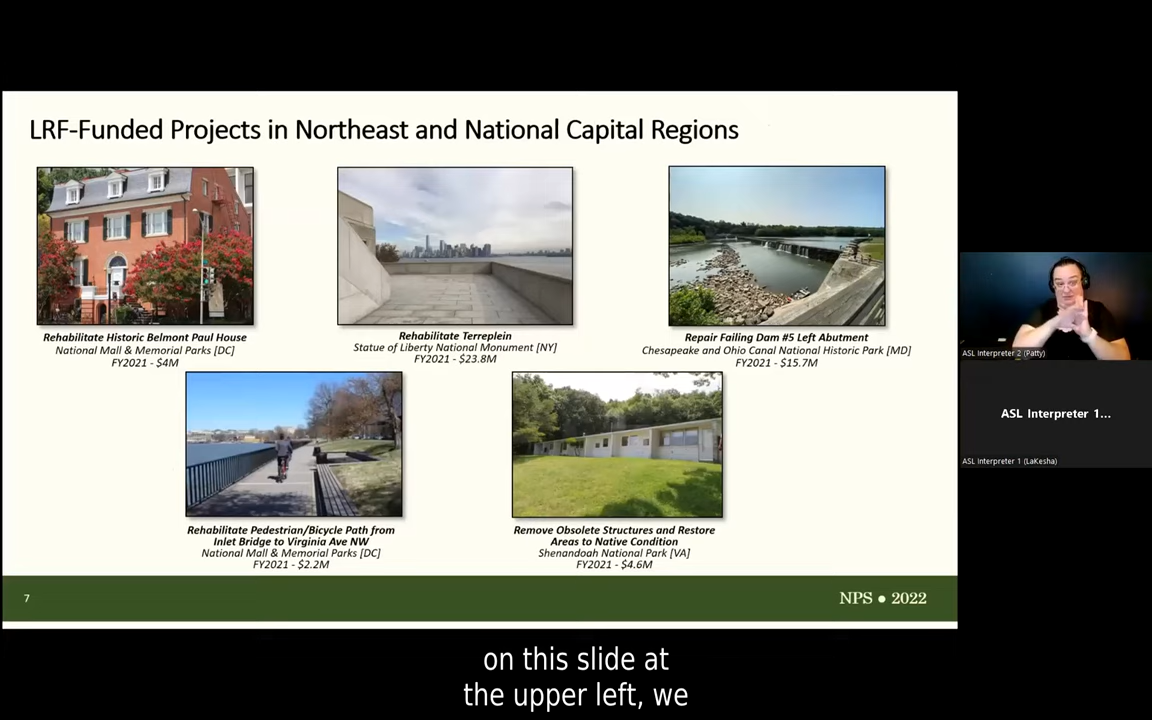 LRF-Funded Projects in Northeast and National Capital Regions
Rehabilitate Historic Belmont Paul House
National Mall & Memorial Parks [DC]
FY2021 - $4M
Rehabilitate Terreplein
Statue of Liberty National Monument [NY]
FY2021 - $23.8M
Repair Failing Dam #5 Left Abutment
Chesapeake and Ohio Canal National Historic Park [MD]
FY2021 - $15.7M
Rehabilitate Pedestrian/Bicycle Path from
Inlet Bridge to Virginia Ave NW
National Mall & Memorial Parks [DC]
FY2021 - $2.2M
Remove Obsolete Structures and Restore
Areas to Native Condition
Shenandoah National Park [VA]
FY2021 - $4.6M
7
NPS ● 2022
ASL Interpreter 2 (Patty)
ASL Interpreter 1...
ASL Interpreter 1 (LaKesha)
on this slide at
the upper left, we